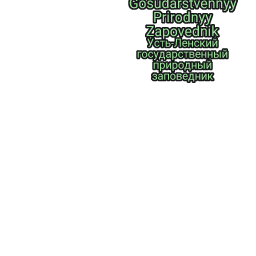 Gosudarstvennyy
Prirodnyy
Zapovednik
Усть-Ленский
государственный
природный
заповедник